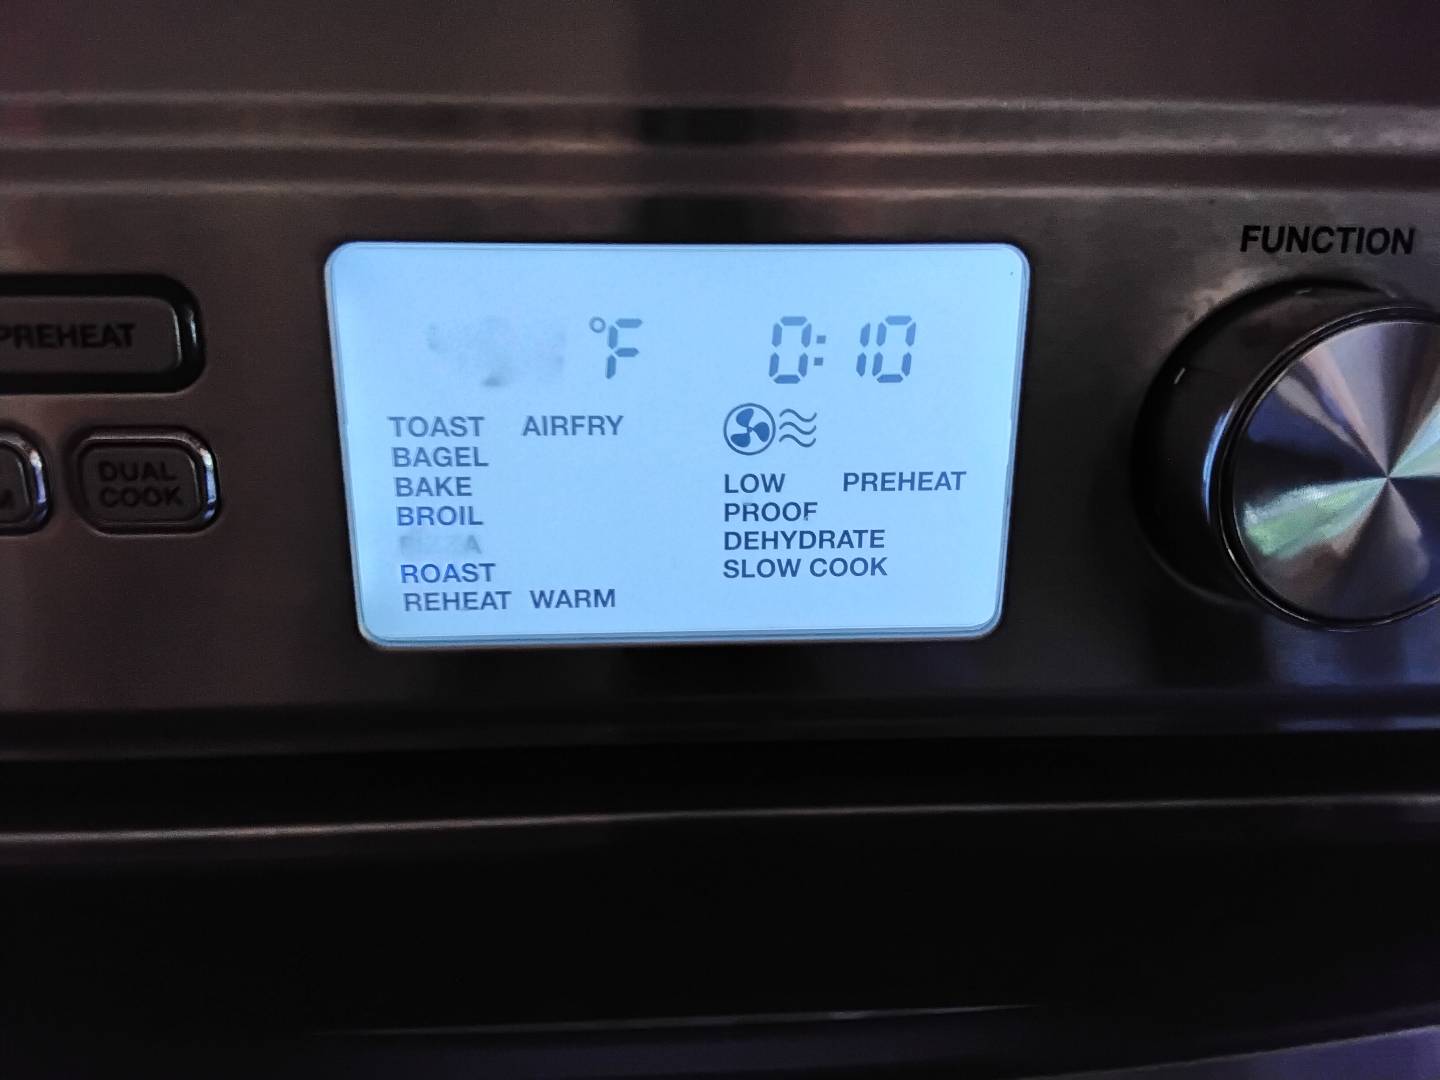 FUNCTION
PREHEAT
DUAL
COOK
°F 0:10
TOAST AIRFRY
BAGEL
BAKE
BROIL
ROAST
REHEAT WARM
LOW PREHEAT
PROOF
DEHYDRATE
SLOW COOK